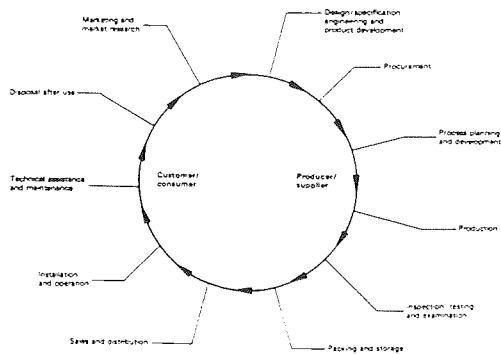 Marketing and
market research
Design/specification
engineering and
product development
Procurement
Process planning
and development
Production
Inspection, testing
and examination
Packing and storage
Sales and distribution
Installation
and operation
Technical assistance
and maintenance
Disposal after use
Customer/
consumer
Producer/
supplier